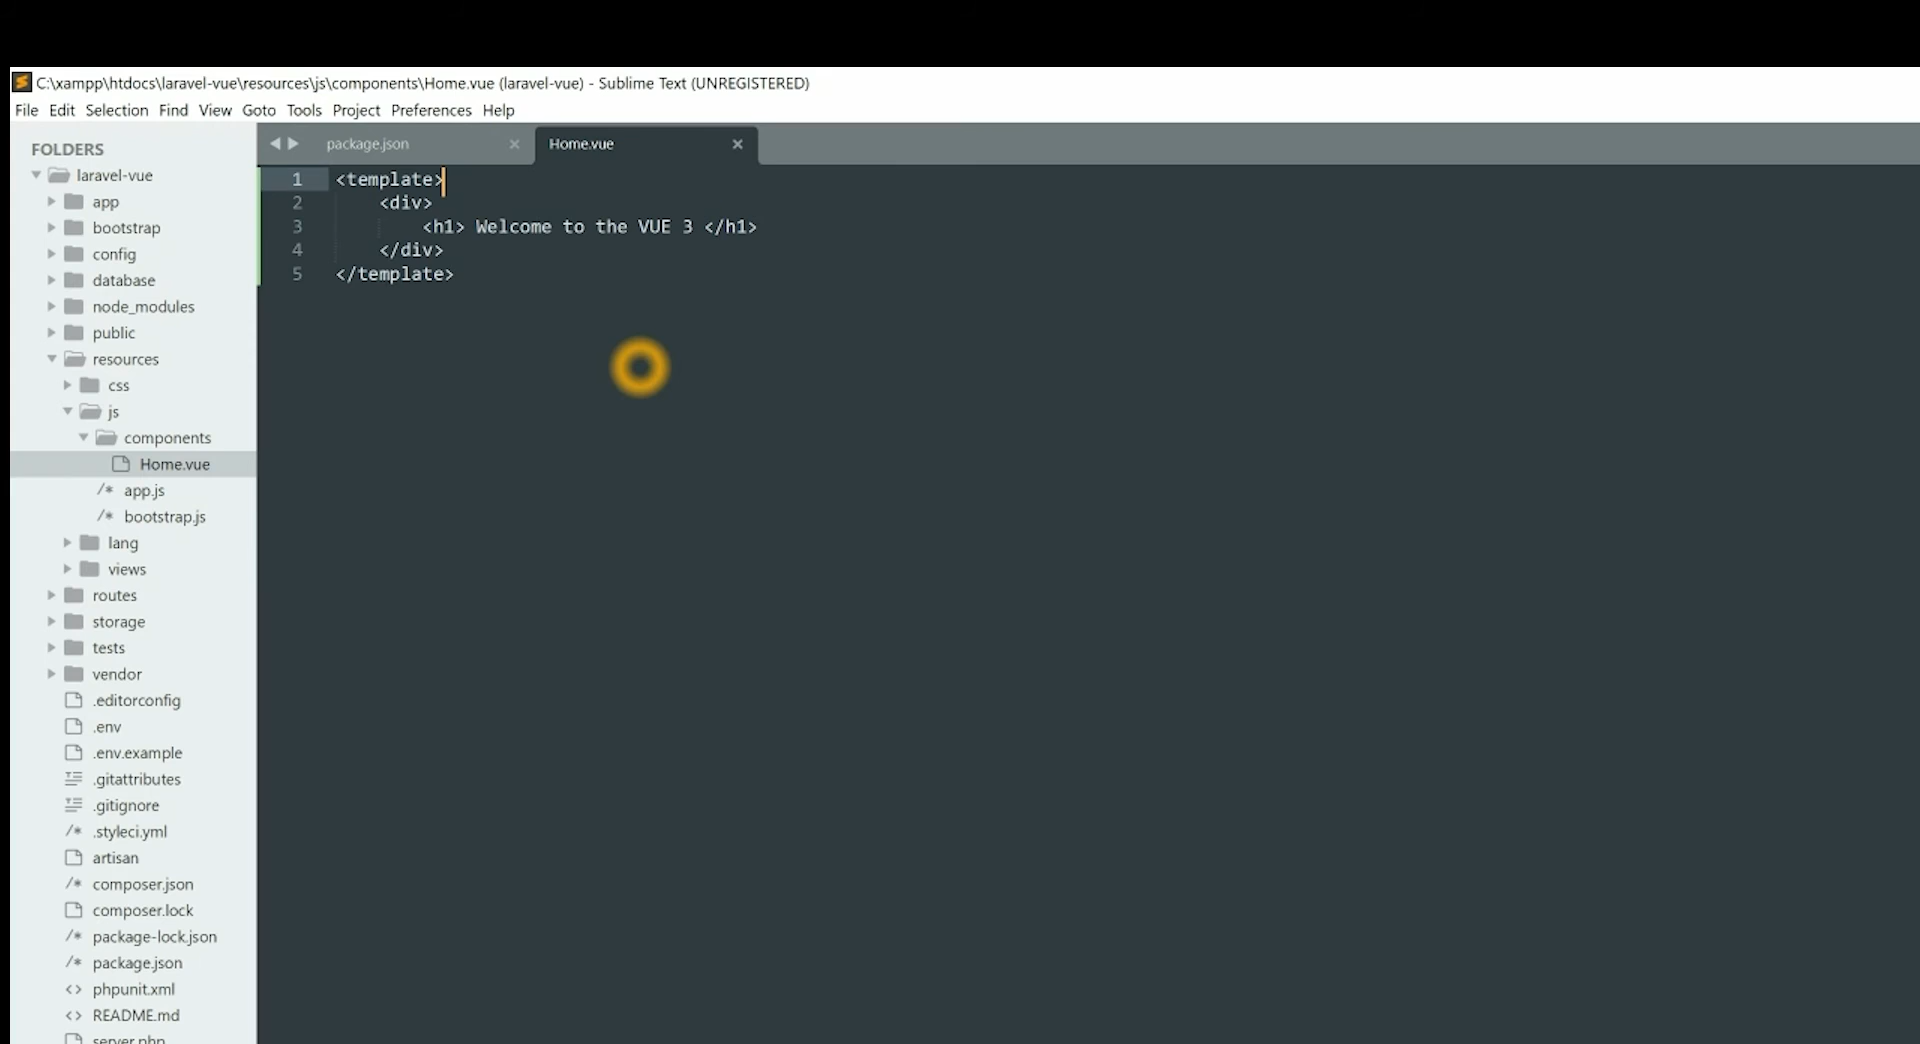 C:\xampp\htdocs\laravel-vue\resources\js\components\Home.vue (laravel-vue) - Sublime Text (UNREGISTERED)
File Edit Selection Find View Goto Tools Project Preferences Help
FOLDERS
laravel-vue
app
bootstrap
config
database
node_modules
public
resources
css
js
components
Home.vue
/* app.js
/* bootstrap.js
lang
views
routes
storage
tests
vendor
.editorconfig
.env
.env.example
.gitattributes
.gitignore
/* .styleci.yml
artisan
/* composer.json
composer.lock
/* package-lock.json
/* package.json
<> phpunit.xml
<> README.md
server.php
package.json
Home.vue
1 <template>
2 <div>
3 <h1> Welcome to the VUE 3 </h1>
4 </div>
5 </template>